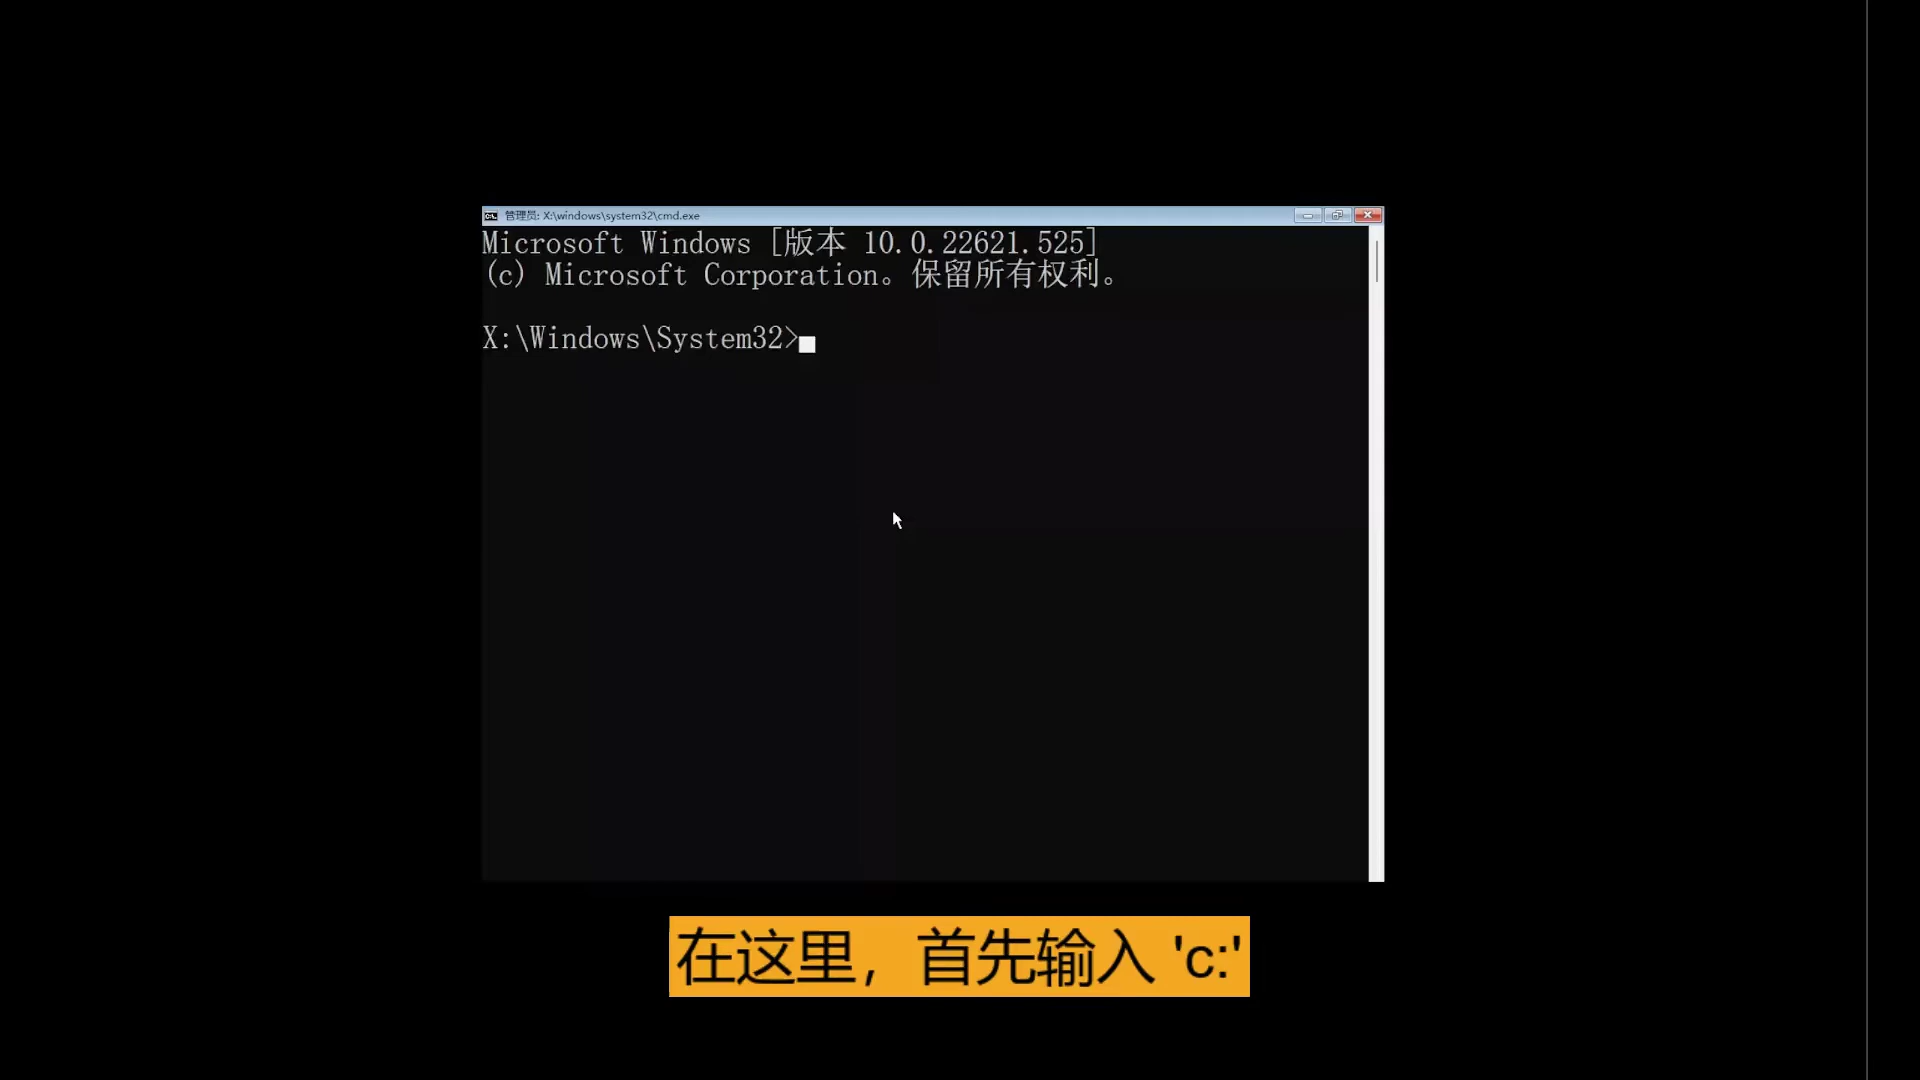 管理员: X:\windows\system32\cmd.exe
Microsoft Windows [版本 10.0.22621.525]
(c) Microsoft Corporation。保留所有权利。
X:\Windows\System32>
在这里，首先输入 'c:'